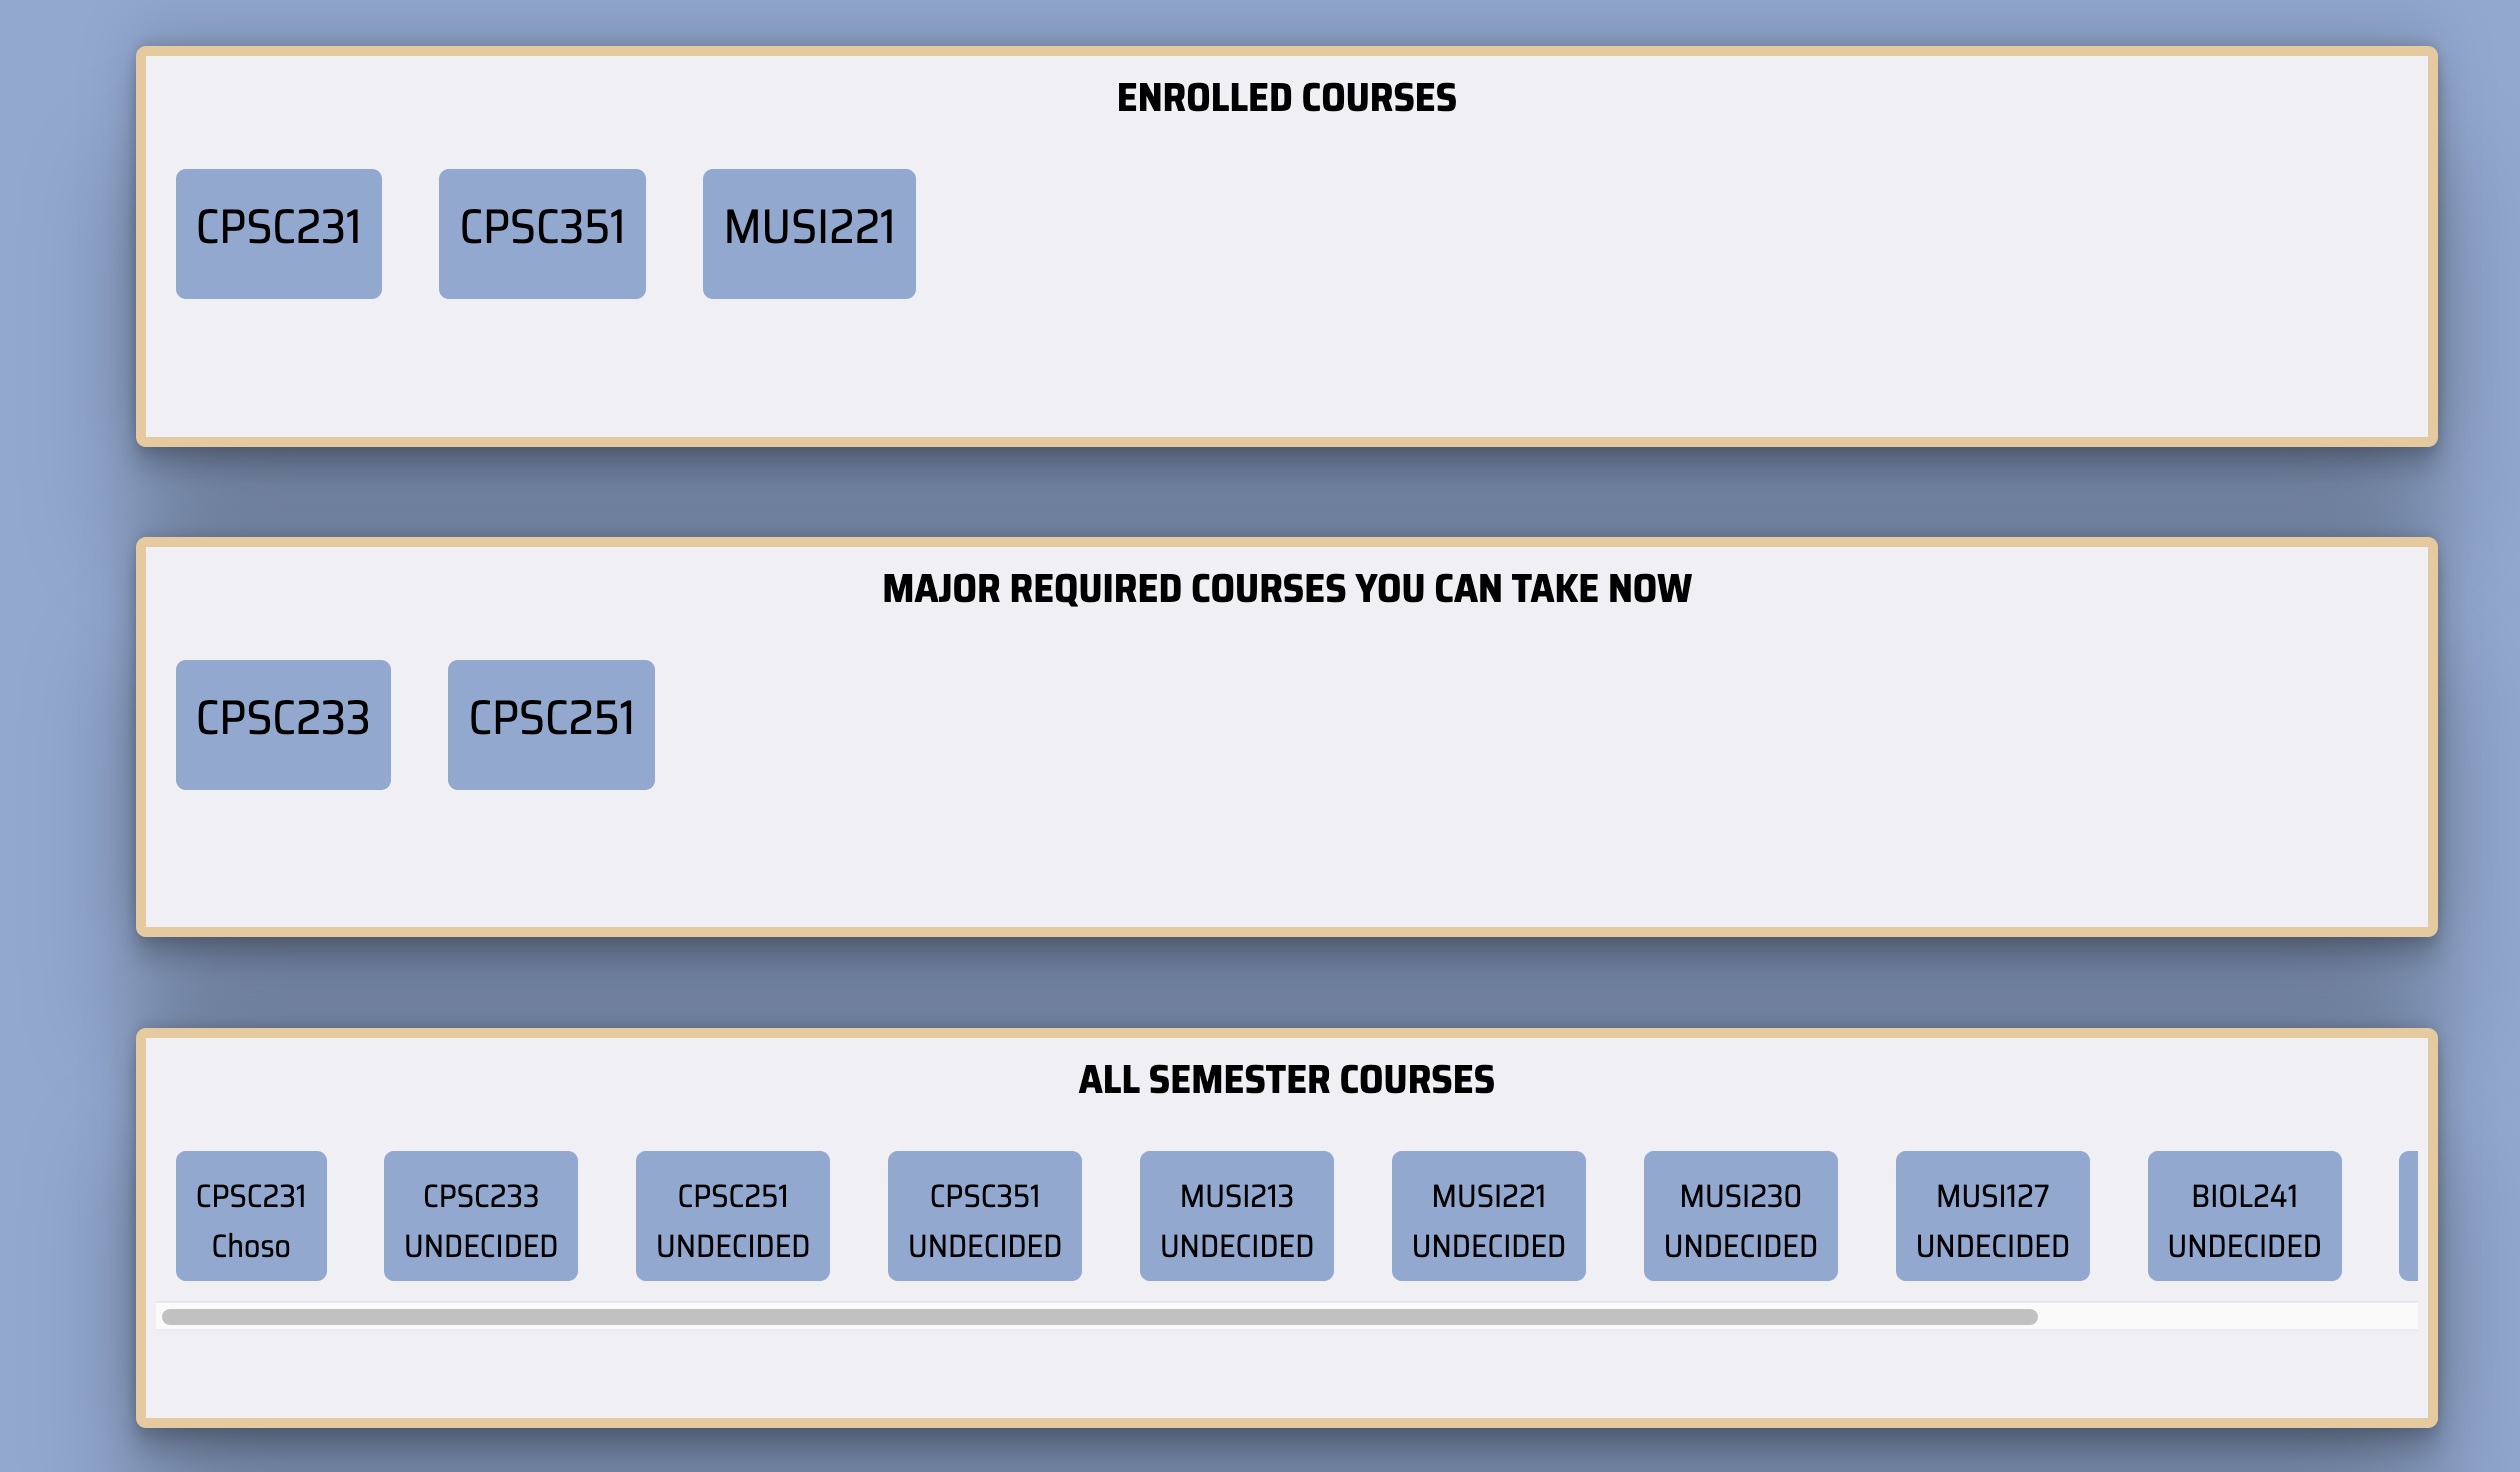 ENROLLED COURSES
CPSC231 CPSC351 MUSI221
MAJOR REQUIRED COURSES YOU CAN TAKE NOW
CPSC233 CPSC251
ALL SEMESTER COURSES
CPSC231 CPSC233 CPSC251 CPSC351 MUSI213 MUSI221 MUSI230 MUSI127 BIOL241
Choso UNDECIDED UNDECIDED UNDECIDED UNDECIDED UNDECIDED UNDECIDED UNDECIDED UNDECIDED